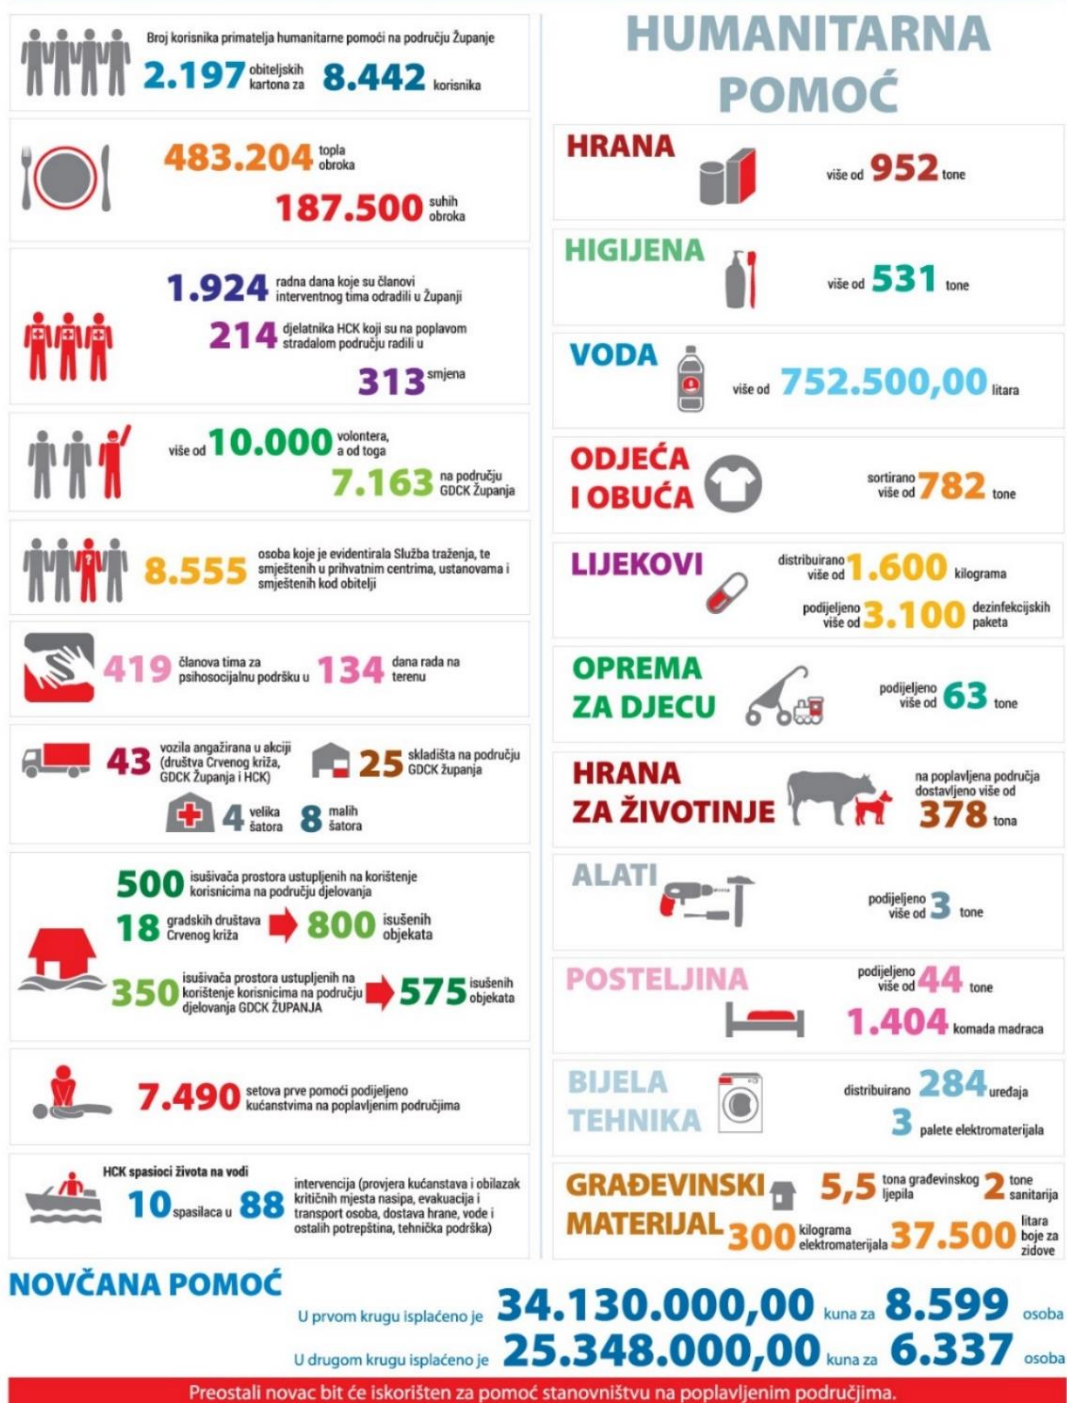 Broj korisnika primatelja humanitarne pomoći na području Županje
2.197 obiteljskih
kartona za 8.442 korisnika
483.204 topla
obroka
187.500 suhih
obroka
1.924 radna dana koje su članovi
interventnog tima odradili u Županji
214 djelatnika HCK koji su na poplavom
stradalom području radili u
313 smjena
više od 10.000 volontera,
a od toga
7.163 na području
GDCK Županja
8.555 osoba koje je evidentirala Služba traženja, te
smještenih u prihvatnim centrima, ustanovama i
smještenih kod obitelji
419 članova tima za
psihosocijalnu podršku u 134 dana rada na
terenu
43 vozila angažirana u akciji
(društva Crvenog križa,
GDCK Županja i HCK)
25 skladišta na području
GDCK županja
4 velika
šatora
8 malih
šatora
500 isušivača prostora ustupljenih na korištenje
korisnicima na području djelovanja
18 gradskih društava
Crvenog križa
800 isušenih
objekata
350 isušivača prostora ustupljenih na
korištenje korisnicima na području
djelovanja GDCK ŽUPANJA
575 isušenih
objekata
7.490 setova prve pomoći podijeljeno
kućanstvima na poplavljenim područjima
HCK spasioci života na vodi
10 spasilaca u 88 intervencija (provjera kućanstava i obilazak
kritičnih mjesta nasipa, evakuacija i
transport osoba, dostava hrane, vode i
ostalih potrepština, tehnička podrška)
HUMANITARNA
POMOĆ
HRANA
više od 952 tone
HIGIJENA
više od 531 tone
VODA
više od 752.500,00 litara
ODJEĆA
I OBUĆA
sortirano
više od 782 tone
LIJEKOVI
distribuirano
više od 1.600 kilograma
podijeljeno
više od 3.100 dezinfekcijskih
paketa
OPREMA
ZA DJECU
podijeljeno
više od 63 tone
HRANA
ZA ŽIVOTINJE
na poplavljena područja
dostavljeno više od
378 tona
ALATI
podijeljeno
više od 3 tone
POSTELJINA
podijeljeno
više od 44 tone
1.404 komada madraca
BIJELA
TEHNIKA
distribuirano 284 uređaja
3 palete elektromaterijala
GRAĐEVINSKI
MATERIJAL
5,5 tona građevinskog
ljepila
2 tone
sanitarija
300 kilograma
elektromaterijala
37.500 litara
boje za
zidove
NOVČANA POMOĆ
U prvom krugu isplaćeno je 34.130.000,00 kuna za 8.599 osoba
U drugom krugu isplaćeno je 25.348.000,00 kuna za 6.337 osoba
Preostali novac bit će iskorišten za pomoć stanovništvu na poplavljenim područjima.